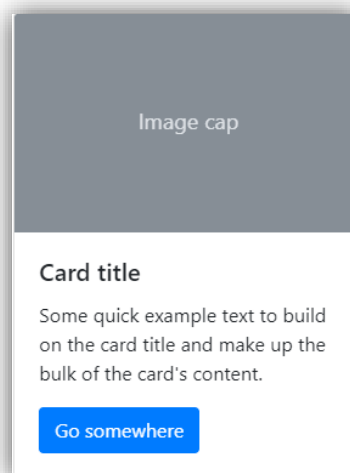 Image cap
Card title
Some quick example text to build
on the card title and make up the
bulk of the card's content.
Go somewhere